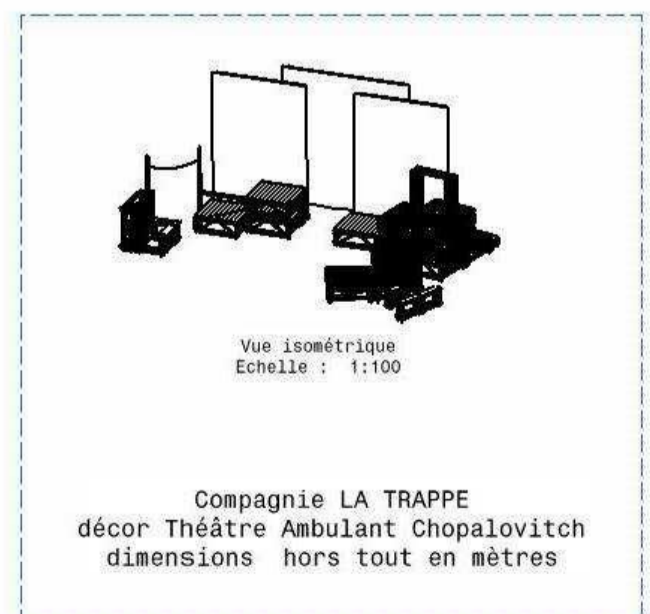 Vue isométrique
Echelle : 1:100
Compagnie LA TRAPPE
décor Théâtre Ambulant Chopalovitch
dimensions hors tout en mètres